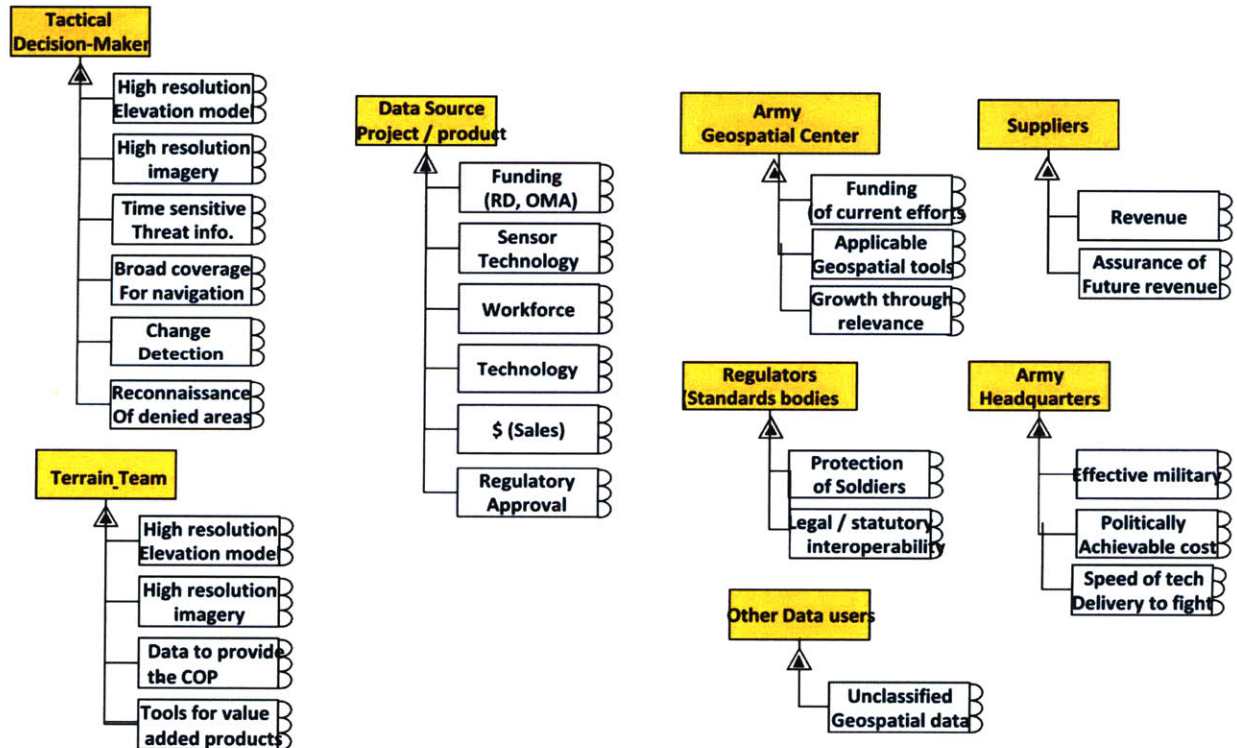 Tactical
Decision-Maker
High resolution
Elevation model
High resolution
imagery
Time sensitive
Threat info.
Broad coverage
For navigation
Change
Detection
Reconnaissance
Of denied areas
Terrain_Team
High resolution
Elevation model
High resolution
imagery
Data to provide
the COP
Tools for value
added products
Data Source
Project / product
Funding
(RD, OMA)
Sensor
Technology
Workforce
Technology
$ (Sales)
Regulatory
Approval
Army
Geospatial Center
Funding
(of current efforts
Applicable
Geospatial tools
Growth through
relevance
Suppliers
Revenue
Assurance of
Future revenue
Regulators
/Standards bodies
Protection
of Soldiers
Legal / statutory
interoperability
Army
Headquarters
Effective military
Politically
Achievable cost
Speed of tech
Delivery to fight
Other Data users
Unclassified
Geospatial data